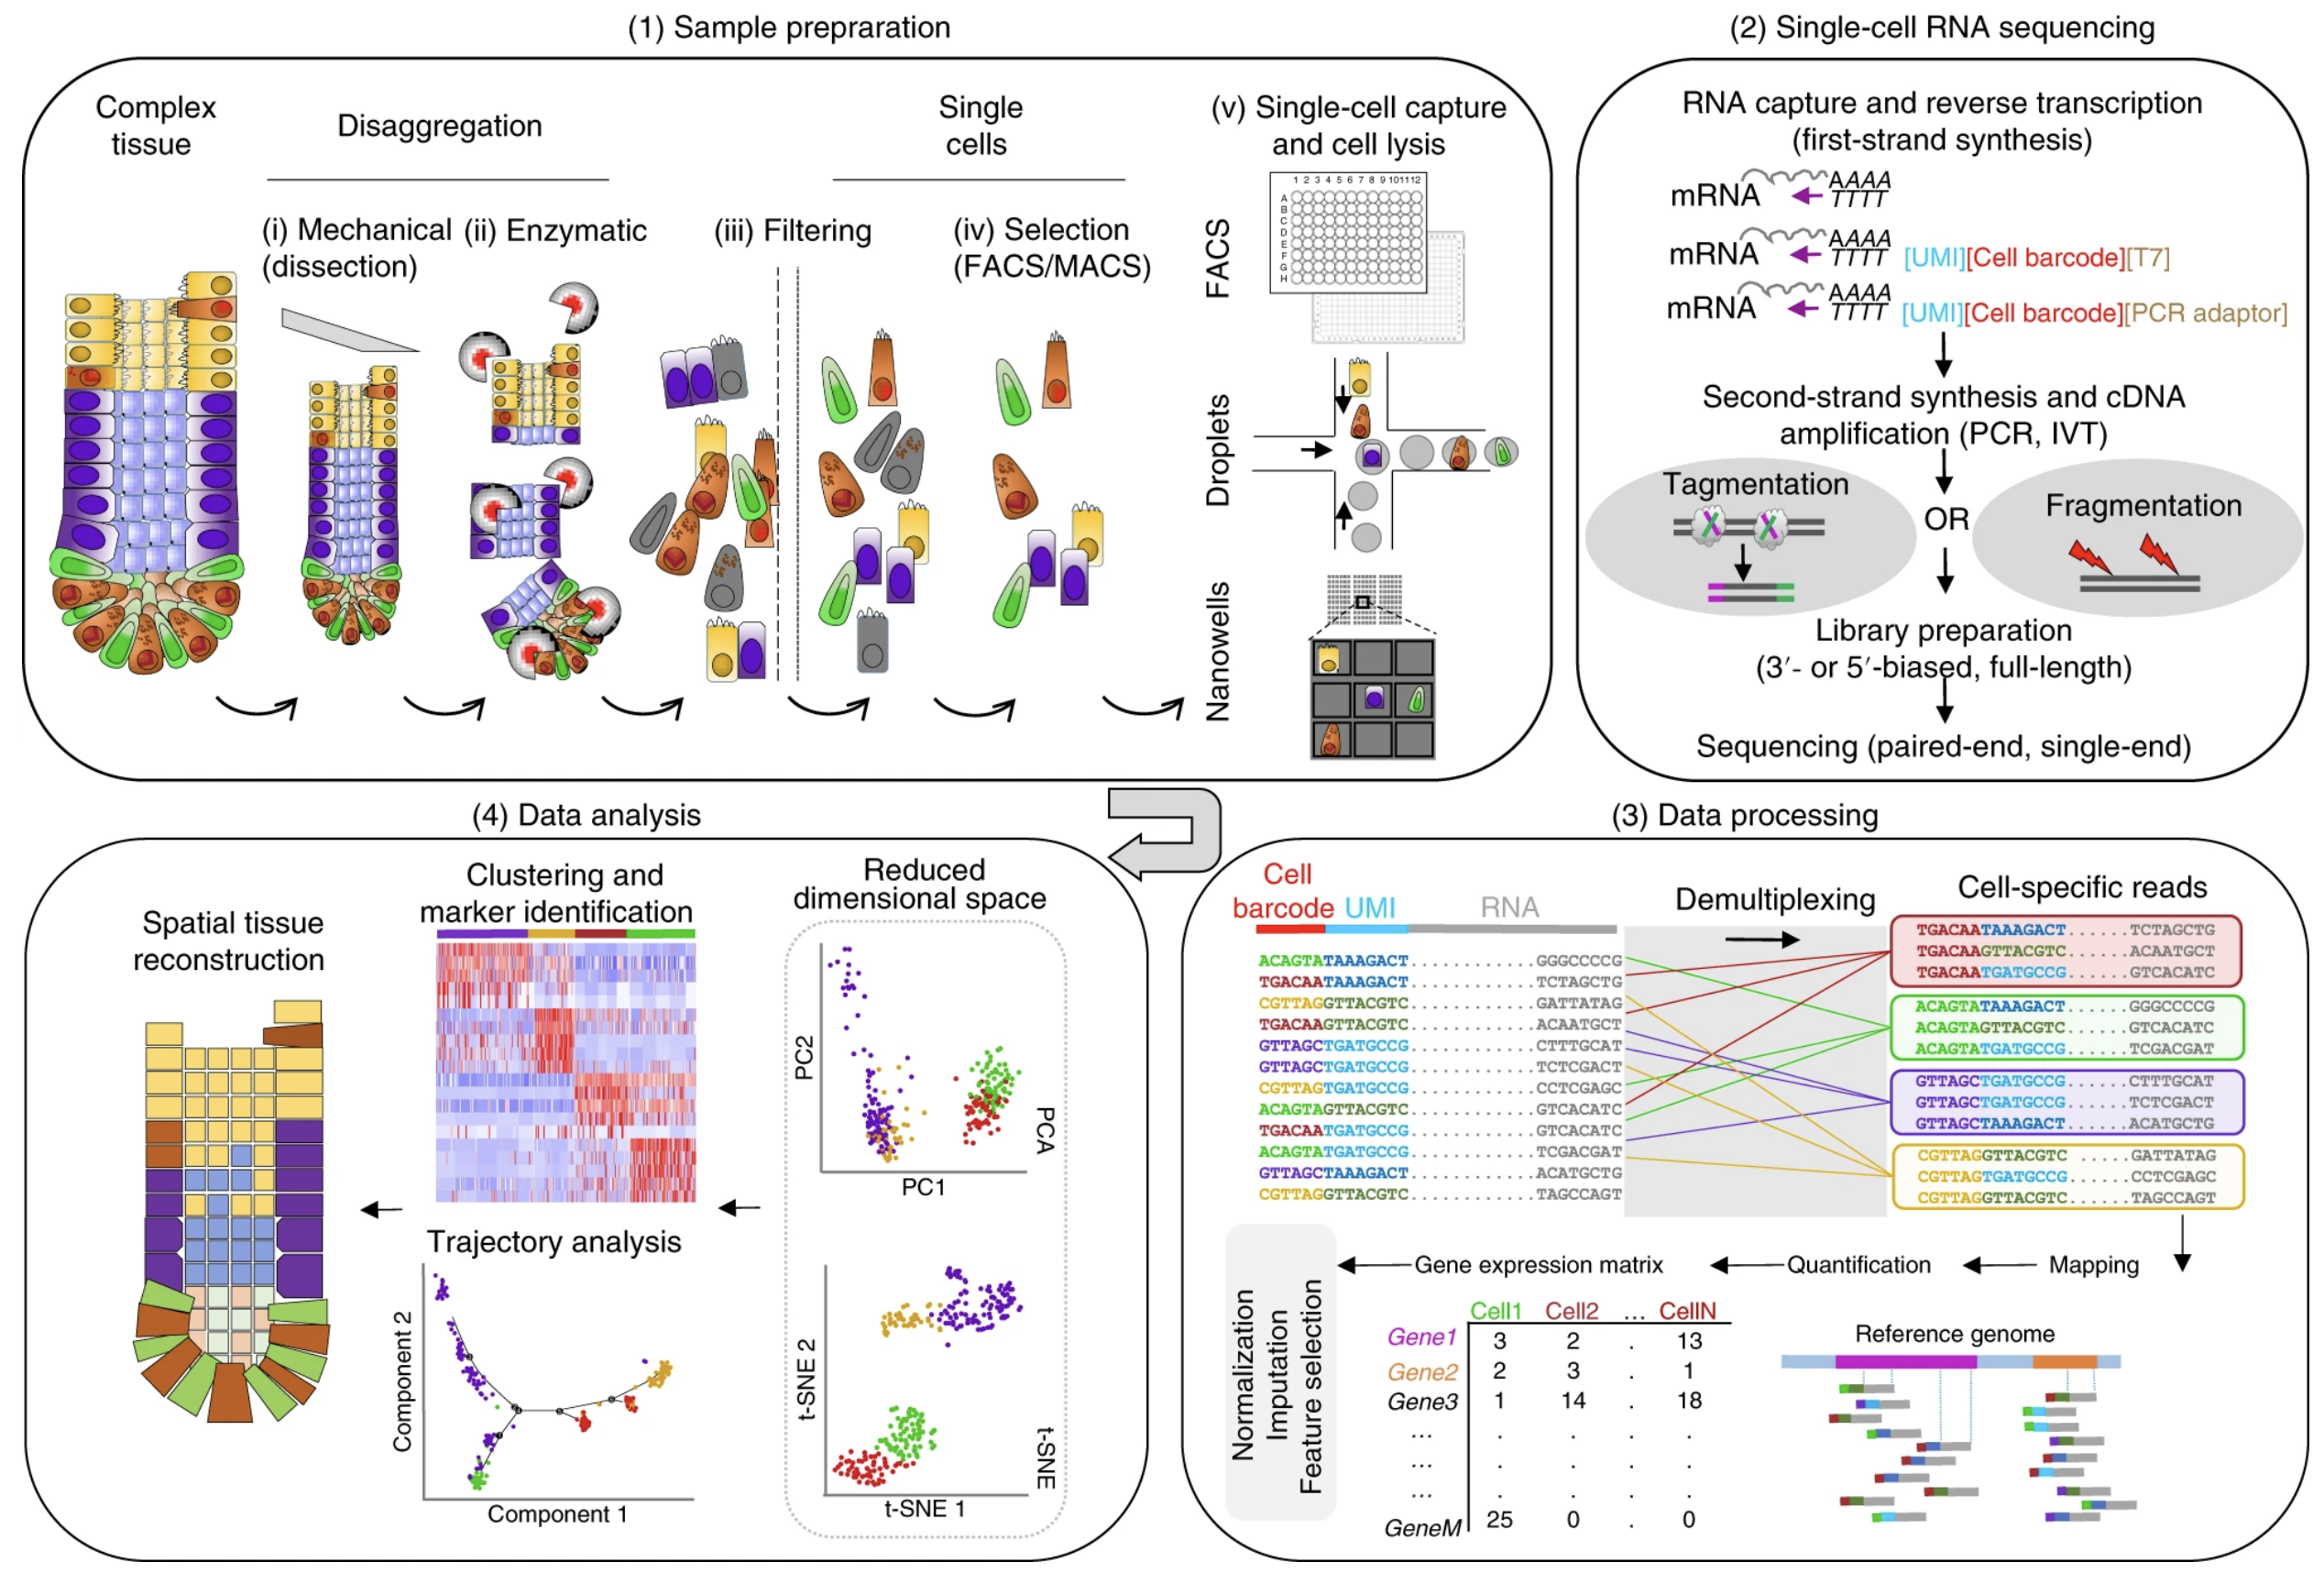 (1) Sample prepraration
Complex
tissue
Disaggregation
Single
cells
(i) Mechanical
(dissection)
(ii) Enzymatic
(iii) Filtering
(iv) Selection
(FACS/MACS)
(v) Single-cell capture
and cell lysis
FACS
1 2 3 4 5 6 7 8 9 10 11 12
A
B
C
D
E
F
G
H
Droplets
Nanowells
(2) Single-cell RNA sequencing
RNA capture and reverse transcription
(first-strand synthesis)
mRNA AAAA
TTTT
mRNA AAAA
TTTT [UMI][Cell barcode][T7]
mRNA AAAA
TTTT [UMI][Cell barcode][PCR adaptor]
Second-strand synthesis and cDNA
amplification (PCR, IVT)
Tagmentation
OR
Fragmentation
Library preparation
(3′- or 5′-biased, full-length)
Sequencing (paired-end, single-end)
(3) Data processing
Cell
barcode UMI RNA
ACAGTATAAAGACT............GGGCCCCG
TGACAATAAAGACT............TCTAGCTG
CGTTAGGTTACGTC............GATTATAG
TGACAAGTTACGTC............ACAATGCT
GTTAGCTGATGCCG............CTTTGCAT
GTTAGCTGATGCCG............TCTCGACT
CGTTAGTGATGCCG............CCTCGAGC
ACAGTAGTTACGTC............GTCACATC
TGACAATGATGCCG............GTCACATC
ACAGTATGATGCCG............TCGACGAT
GTTAGCTAAAGACT............ACATGCTG
CGTTAGGTTACGTC............TAGCCAGT
Demultiplexing
Cell-specific reads
TGACAATAAAGACT......TCTAGCTG
TGACAAGTTACGTC......ACAATGCT
TGACAATGATGCCG......GTCACATC
ACAGTATAAAGACT......GGGCCCCG
ACAGTAGTTACGTC......GTCACATC
ACAGTATGATGCCG......TCGACGAT
GTTAGCTGATGCCG......CTTTGCAT
GTTAGCTGATGCCG......TCTCGACT
GTTAGCTAAAGACT......ACATGCTG
CGTTAGGTTACGTC.....GATTATAG
CGTTAGTGATGCCG......CCTCGAGC
CGTTAGGTTACGTC......TAGCCAGT
Mapping
Quantification
Gene expression matrix
Normalization
Imputation
Feature selection
Cell1 Cell2 ... CellN
Gene1 3 2 . 13
Gene2 2 3 . 1
Gene3 1 14 . 18
... . . . .
... . . . .
... . . . .
GeneM 25 0 . 0
Reference genome
(4) Data analysis
Reduced
dimensional space
PC2
PC1
PCA
t-SNE 2
t-SNE 1
t-SNE
Clustering and
marker identification
Trajectory analysis
Component 2
Component 1
Spatial tissue
reconstruction